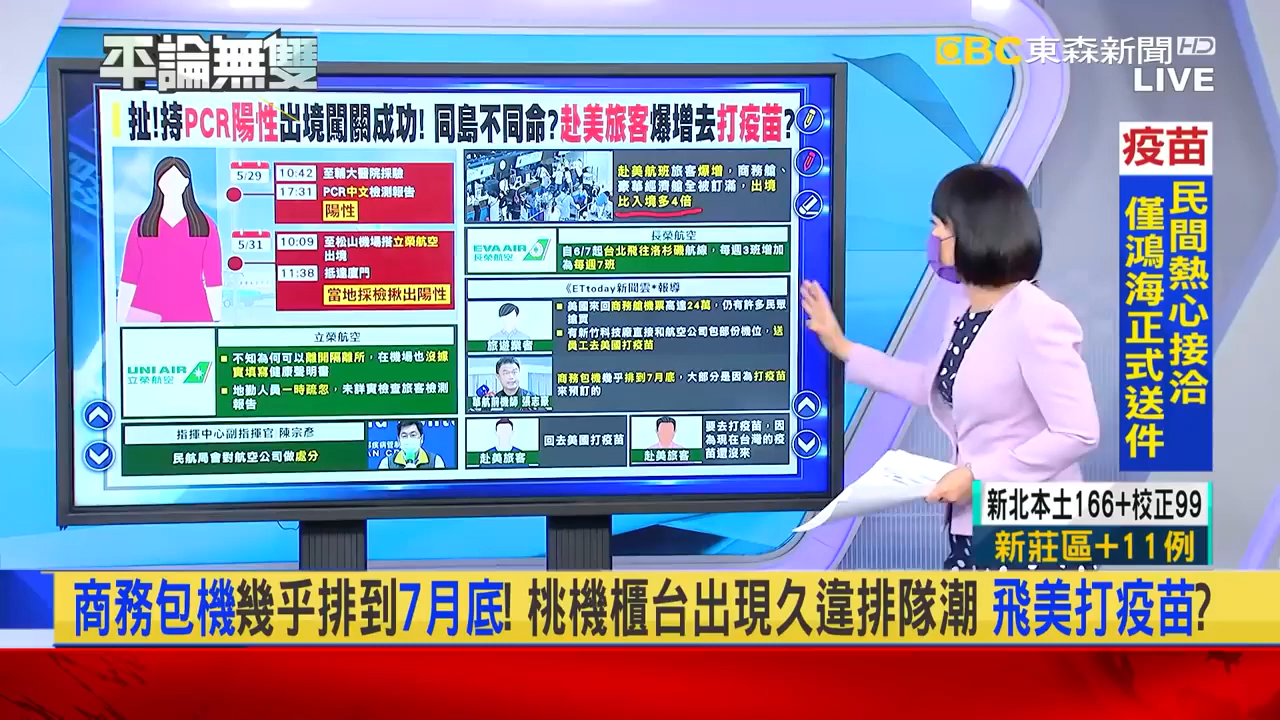 平論無雙
EBC東森新聞HD
LIVE
扯!持PCR陽性出境闖關成功! 同島不同命?赴美旅客爆增去打疫苗?
5/29
10:42 至輔大醫院採驗
17:31 PCR中文檢測報告
陽性
5/31
10:09 至松山機場搭立榮航空
出境
11:38 抵達廈門
當地採檢揪出陽性
UNI AIR
立榮航空
立榮航空
不知為何可以離開隔離所，在機場也沒據
實填寫健康聲明書
地勤人員一時疏忽，未詳實檢查旅客檢測
報告
指揮中心副指揮官 陳宗彥
民航局會對航空公司做處分
赴美航班旅客爆增，商務艙、
豪華經濟艙全被訂滿，出境
比入境多4倍
EVA AIR
長榮航空
長榮航空
自6/7起台北飛往洛杉磯航線，每週3班增加
為每週7班
《ETtoday新聞雲》報導
旅遊業者
美國來回商務艙機票高達24萬，仍有許多民眾
搶買
有新竹科技廠直接和航空公司包部份機位，送
員工去美國打疫苗
華航前機師 張志豪
商務包機幾乎排到7月底，大部分是因為打疫苗
來預訂的
赴美旅客
回去美國打疫苗
赴美旅客
要去打疫苗，因
為現在台灣的疫
苗還沒來
疫苗
民間熱心接洽
僅鴻海正式送件
新北本土166+校正99
新莊區+11例
商務包機幾乎排到7月底! 桃機櫃台出現久違排隊潮 飛美打疫苗?